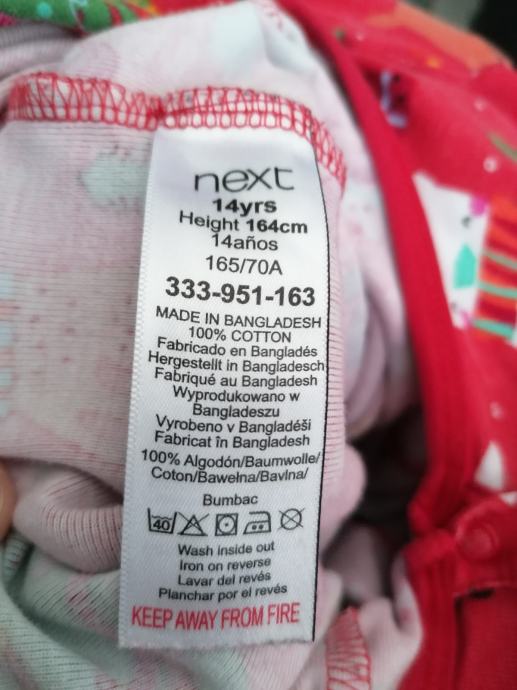 next
14yrs
Height 164cm
14años
165/70A
333-951-163
MADE IN BANGLADESH
100% COTTON
Fabricado en Bangladés
Hergestellt in Bangladesch
Fabriqué au Bangladesh
Wyprodukowano w
Bangladeszu
Vyrobeno v Bangladéši
Fabricat în Bangladesh
100% Algodón/Baumwolle/
Coton/Bawełna/Bavlna/
Bumbac
40
Wash inside out
Iron on reverse
Lavar del revés
Planchar por el revés
KEEP AWAY FROM FIRE